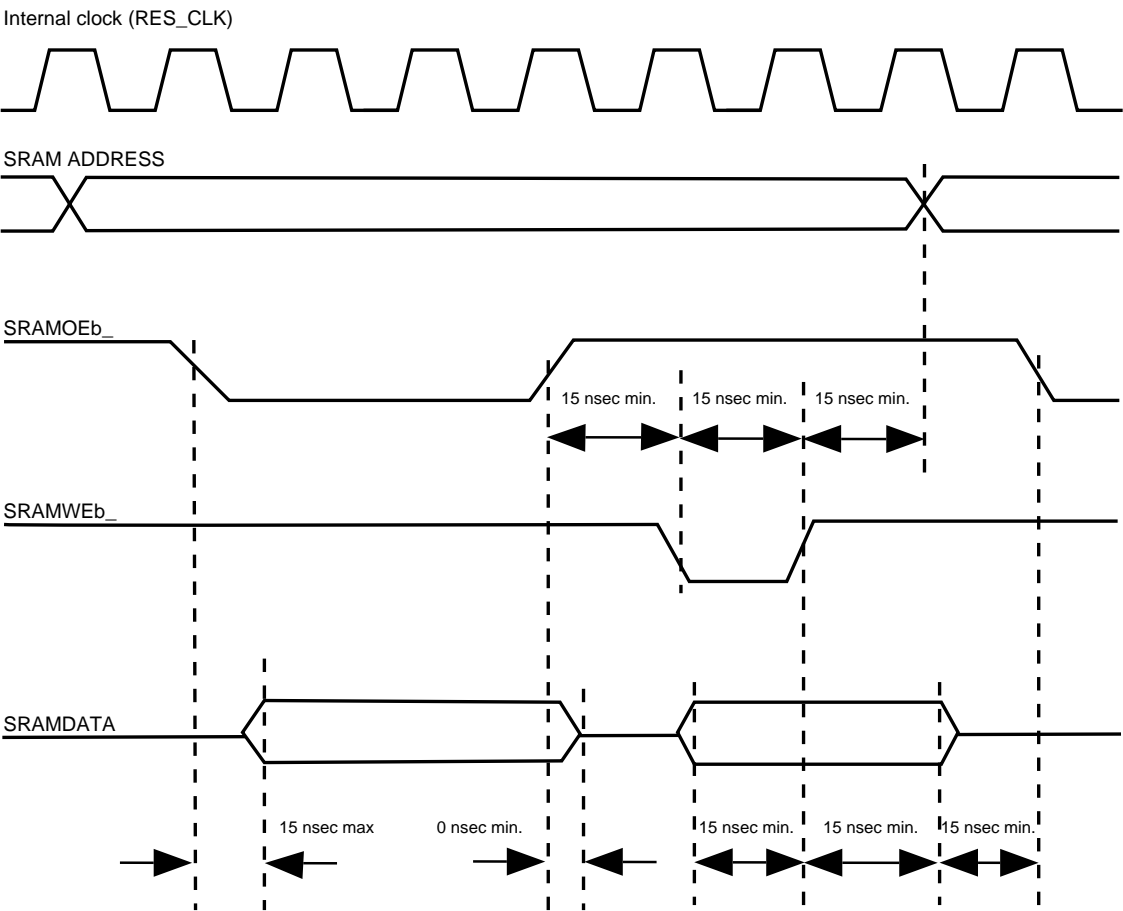 Internal clock (RES_CLK)
SRAM ADDRESS
SRAMOEb_
15 nsec min.
15 nsec min.
15 nsec min.
SRAMWEb_
SRAMDATA
15 nsec max
0 nsec min.
15 nsec min.
15 nsec min.
15 nsec min.